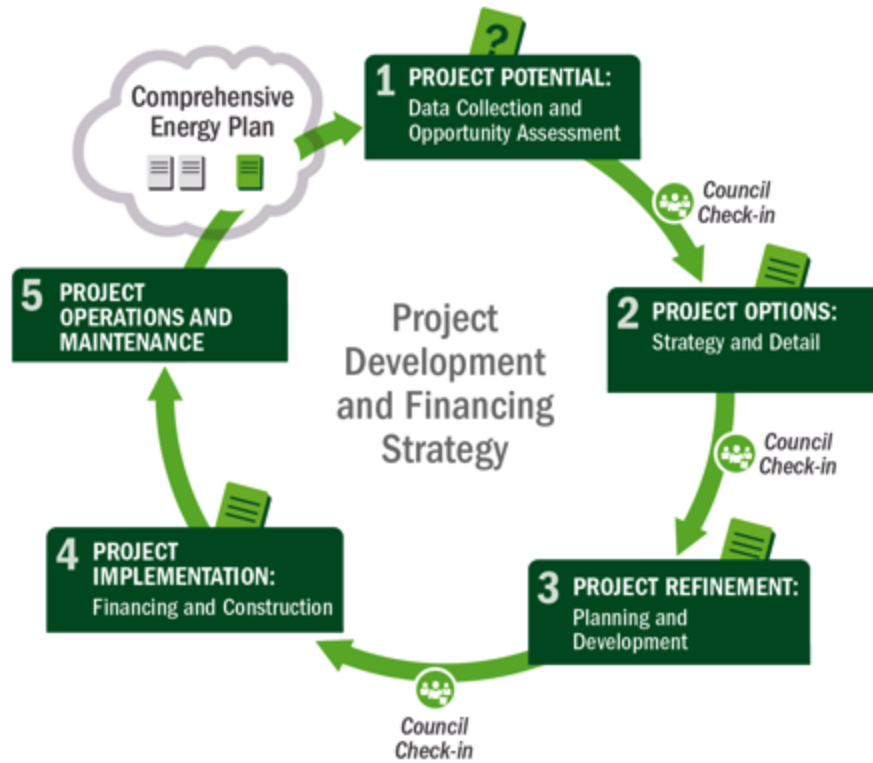 Comprehensive
Energy Plan
?
1 PROJECT POTENTIAL:
Data Collection and
Opportunity Assessment
Council
Check-in
2 PROJECT OPTIONS:
Strategy and Detail
Council
Check-in
3 PROJECT REFINEMENT:
Planning and
Development
Council
Check-in
4 PROJECT
IMPLEMENTATION:
Financing and Construction
5 PROJECT
OPERATIONS AND
MAINTENANCE
Project
Development
and Financing
Strategy